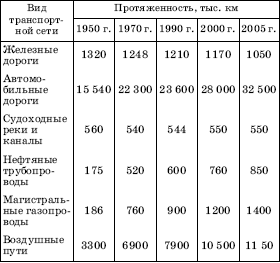 Вид
транспорт-
ной сети
Протяженность, тыс. км
1950 г. 1970 г. 1990 г. 2000 г. 2005 г.
Железные
дороги
1320 1248 1210 1170 1050
Автомо-
бильные
дороги
15 540 22 300 23 600 28 000 32 500
Судоходные
реки и
каналы
560 540 544 550 550
Нефтяные
трубопро-
воды
175 520 600 760 850
Магистраль-
ные газопро-
воды
186 760 900 1200 1400
Воздушные
пути
3300 6900 7900 10 500 11 50